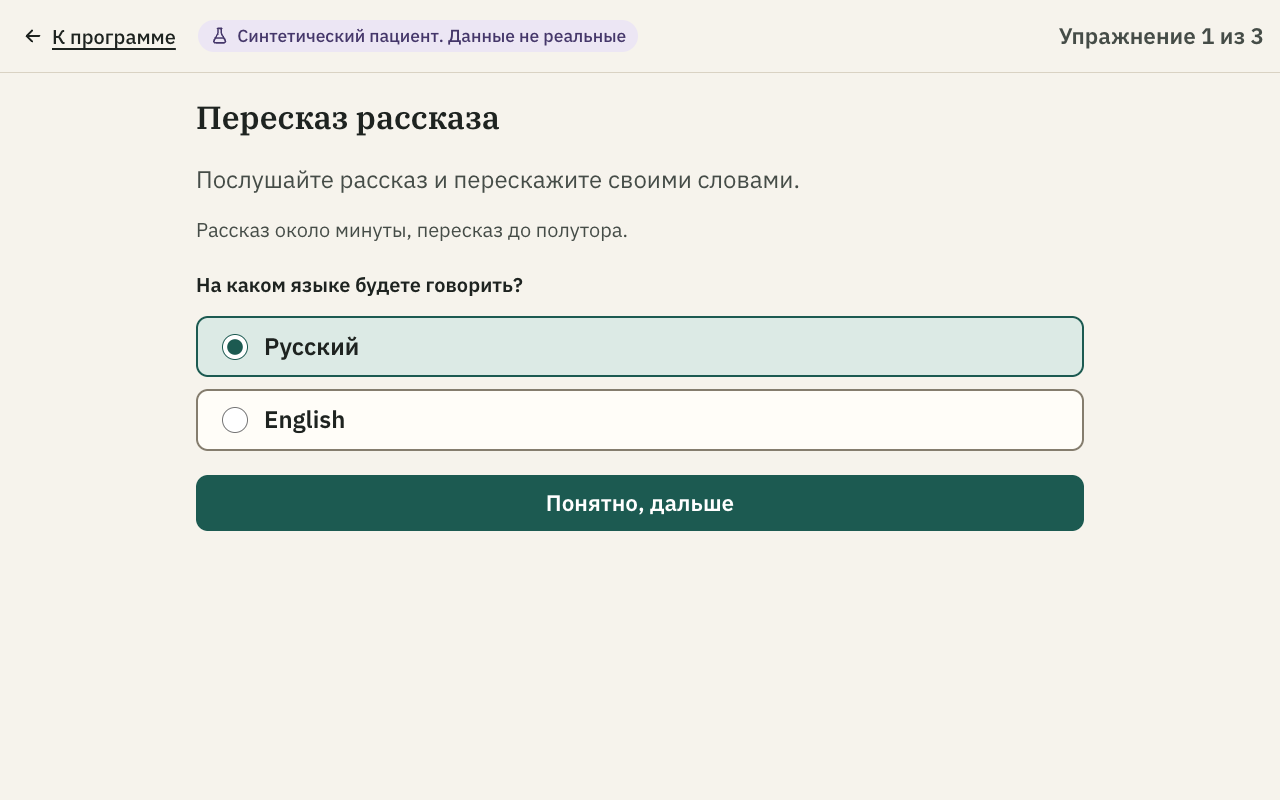 К программе
Синтетический пациент. Данные не реальные
Упражнение 1 из 3
Пересказ рассказа
Послушайте рассказ и перескажите своими словами.
Рассказ около минуты, пересказ до полутора.
На каком языке будете говорить?
Русский
English
Понятно, дальше